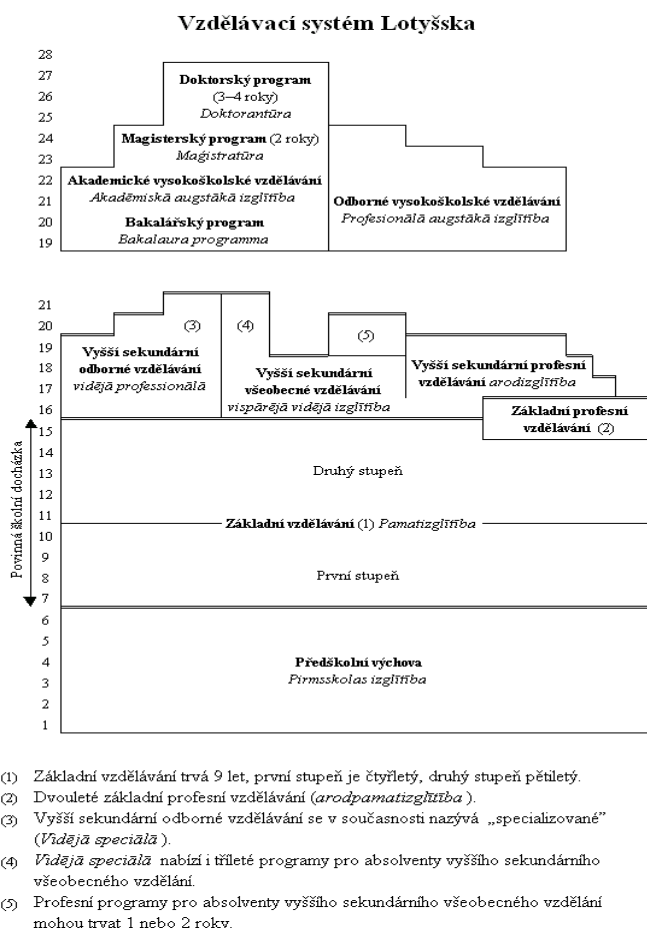 Vzdělávací systém Lotyšska
28
27
26
25
24
23
22
21
20
19
Doktorský program
(3–4 roky)
Doktorantūra
Magisterský program (2 roky)
Maģistratūra
Akademické vysokoškolské vzdělávání
Akadēmiskā augstākā izglītība
Bakalářský program
Bakalaura programma
Odborné vysokoškolské vzdělávání
Profesionālā augstākā izglītība
21
20
19
18
17
16
15
14
13
12
11
10
9
8
7
6
5
4
3
2
1
Povinná školní docházka
(3)
Vyšší sekundární
odborné vzdělávání
vidējā professionālā
(4)
(5)
Vyšší sekundární
všeobecné vzdělávání
vispārējā vidējā izglītība
Vyšší sekundární profesní
vzdělávání arodizglītība
Základní profesní
vzdělávání (2)
Druhý stupeň
Základní vzdělávání (1) Pamatizglītība
První stupeň
Předškolní výchova
Pirmsskolas izglītība
(1) Základní vzdělávání trvá 9 let, první stupeň je čtyřletý, druhý stupeň pětiletý.
(2) Dvouleté základní profesní vzdělávání (arodpamatizglītība ).
(3) Vyšší sekundární odborné vzdělávání se v současnosti nazývá „specializované”
(Vidējā speciālā ).
(4) Vidējā speciālā nabízí i tříleté programy pro absolventy vyššího sekundárního
všeobecného vzdělání.
(5) Profesní programy pro absolventy vyššího sekundárního všeobecného vzdělání
mohou trvat 1 nebo 2 roky.